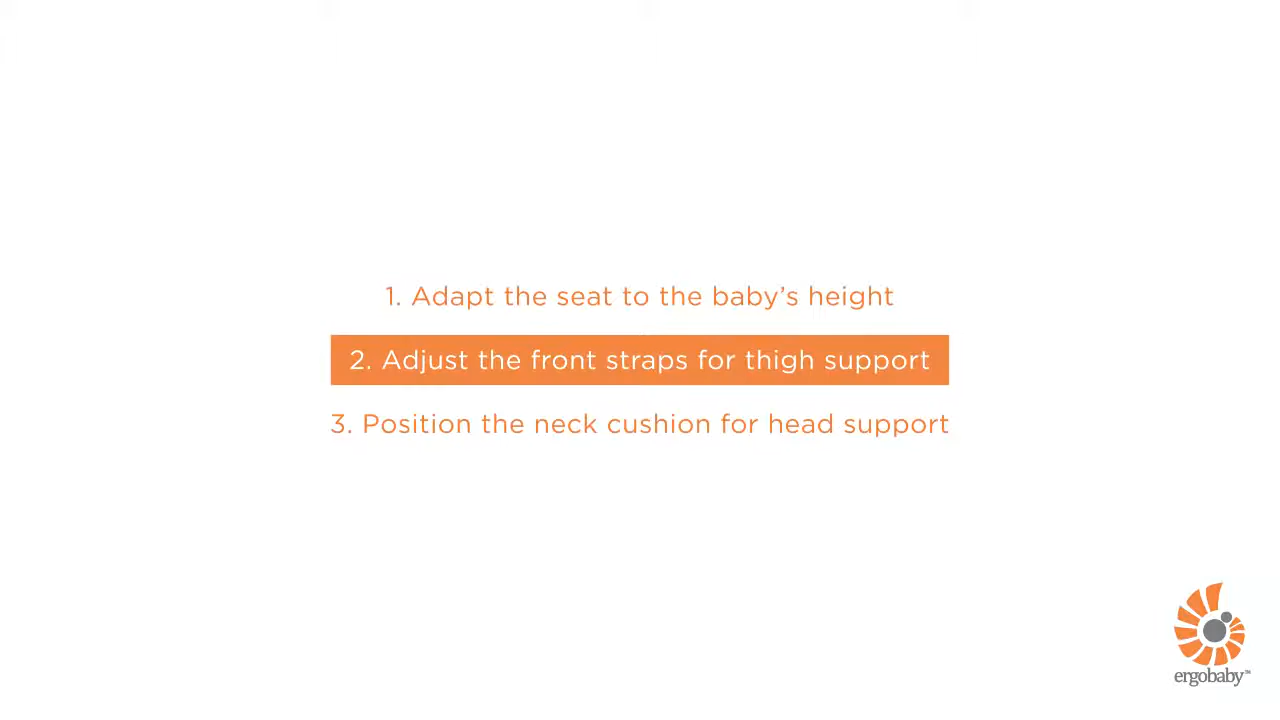 1. Adapt the seat to the baby’s height
2. Adjust the front straps for thigh support
3. Position the neck cushion for head support
ergobaby™